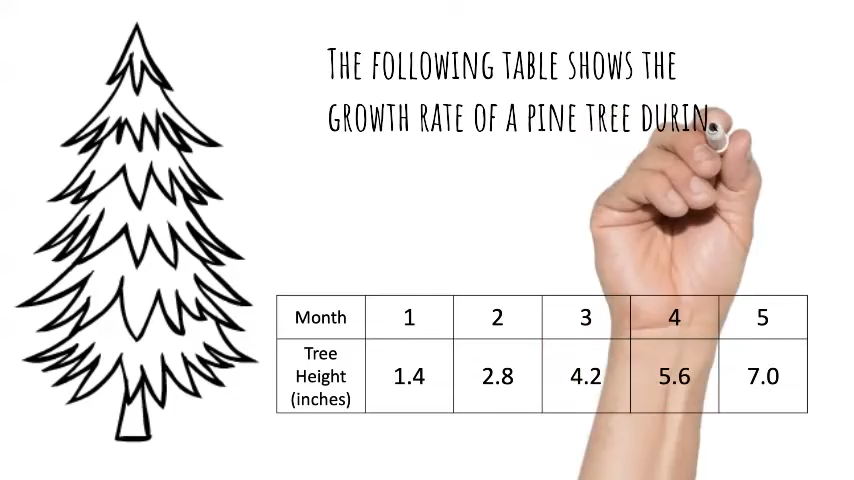 The following table shows the
growth rate of a pine tree durin
Month 1 2 3 4 5
Tree Height (inches) 1.4 2.8 4.2 5.6 7.0